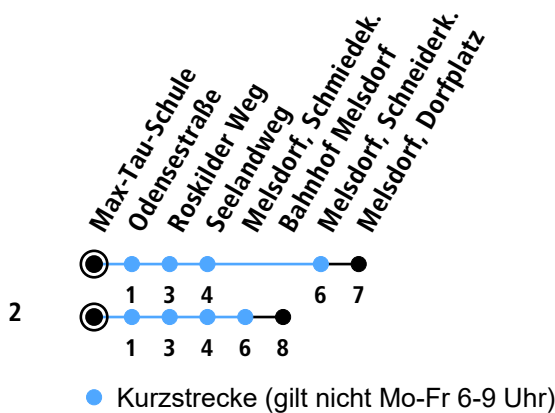 Max-Tau-Schule
Odensestraße
Roskilder Weg
Seelandweg
Melsdorf, Schmiedek.
Bahnhof Melsdorf
Melsdorf, Schneiderk.
Melsdorf, Dorfplatz
1 3 4 6 7
2
1 3 4 6 8
Kurzstrecke (gilt nicht Mo-Fr 6-9 Uhr)